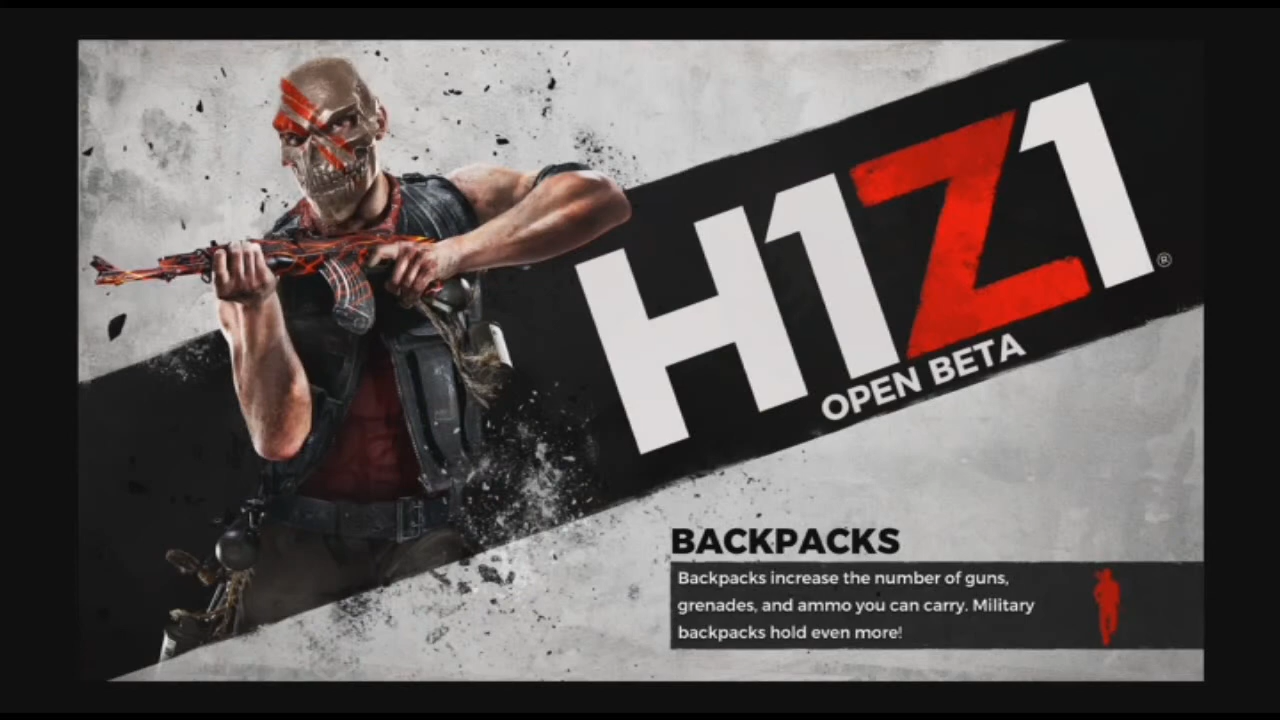 H1Z1®
OPEN BETA
BACKPACKS
Backpacks increase the number of guns,
grenades, and ammo you can carry. Military
backpacks hold even more!